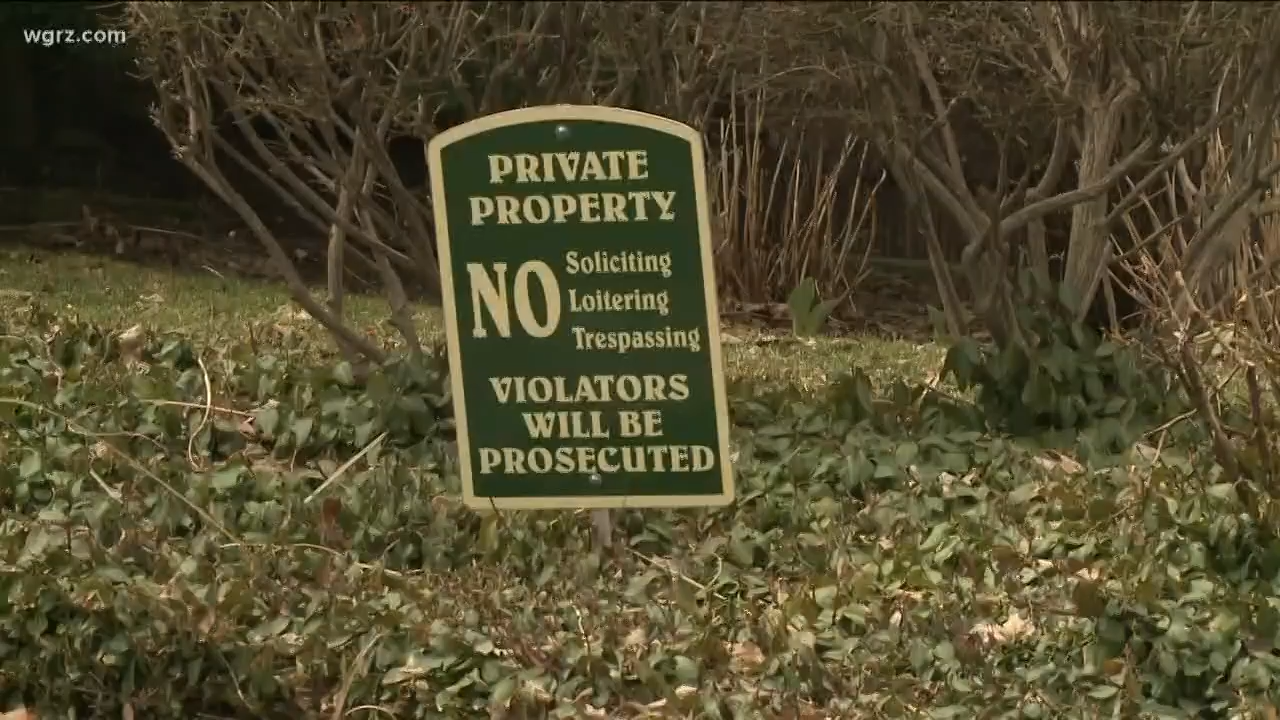 wgrz.com
PRIVATE
PROPERTY
NO Soliciting
Loitering
Trespassing
VIOLATORS
WILL BE
PROSECUTED